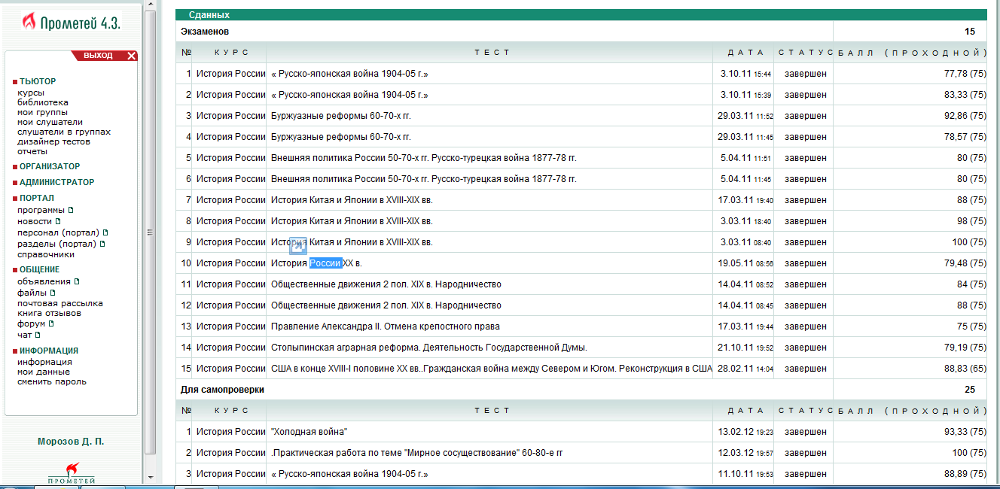 Прометей 4.3.
ВЫХОД
ТЬЮТОР
курсы
библиотека
мои группы
мои слушатели
слушатели в группах
дизайнер тестов
отчеты
ОРГАНИЗАТОР
АДМИНИСТРАТОР
ПОРТАЛ
программы
новости
персонал (портал)
разделы (портал)
справочники
ОБЩЕНИЕ
объявления
файлы
почтовая рассылка
книга отзывов
форум
чат
ИНФОРМАЦИЯ
информация
мои данные
сменить пароль
Морозов Д. П.
ПРОМЕТЕЙ
Сданных
Экзаменов 15
№ КУРС ТЕСТ ДАТА СТАТУС БАЛЛ (ПРОХОДНОЙ)
1 История России « Русско-японская война 1904-05 г.» 3.10.11 15:44 завершен 77,78 (75)
2 История России « Русско-японская война 1904-05 г.» 3.10.11 15:39 завершен 83,33 (75)
3 История России Буржуазные реформы 60-70-х гг. 29.03.11 11:52 завершен 92,86 (75)
4 История России Буржуазные реформы 60-70-х гг. 29.03.11 11:45 завершен 78,57 (75)
5 История России Внешняя политика России 50-70-х гг. Русско-турецкая война 1877-78 гг. 5.04.11 11:51 завершен 80 (75)
6 История России Внешняя политика России 50-70-х гг. Русско-турецкая война 1877-78 гг. 5.04.11 11:45 завершен 80 (75)
7 История России История Китая и Японии в XVIII-XIX вв. 17.03.11 19:40 завершен 88 (75)
8 История России История Китая и Японии в XVIII-XIX вв. 3.03.11 18:40 завершен 98 (75)
9 История России История Китая и Японии в XVIII-XIX вв. 3.03.11 08:40 завершен 100 (75)
10 История России История России XX в. 19.05.11 08:56 завершен 79,48 (75)
11 История России Общественные движения 2 пол. XIX в. Народничество 14.04.11 08:52 завершен 84 (75)
12 История России Общественные движения 2 пол. XIX в. Народничество 14.04.11 08:45 завершен 88 (75)
13 История России Правление Александра II. Отмена крепостного права 17.03.11 19:44 завершен 75 (75)
14 История России Столыпинская аграрная реформа. Деятельность Государственной Думы. 21.10.11 19:52 завершен 79,19 (75)
15 История России США в конце XVIII-I половине XX вв..Гражданская война между Севером и Югом. Реконструкция в США 28.02.11 14:04 завершен 88,83 (65)
Для самопроверки 25
№ КУРС ТЕСТ ДАТА СТАТУС БАЛЛ (ПРОХОДНОЙ)
1 История России "Холодная война" 13.02.12 19:23 завершен 93,33 (75)
2 История России .Практическая работа по теме "Мирное сосуществование" 60-80-е гг 12.03.12 19:57 завершен 100 (75)
3 История России « Русско-японская война 1904-05 г.» 11.10.11 19:53 завершен 88,89 (75)